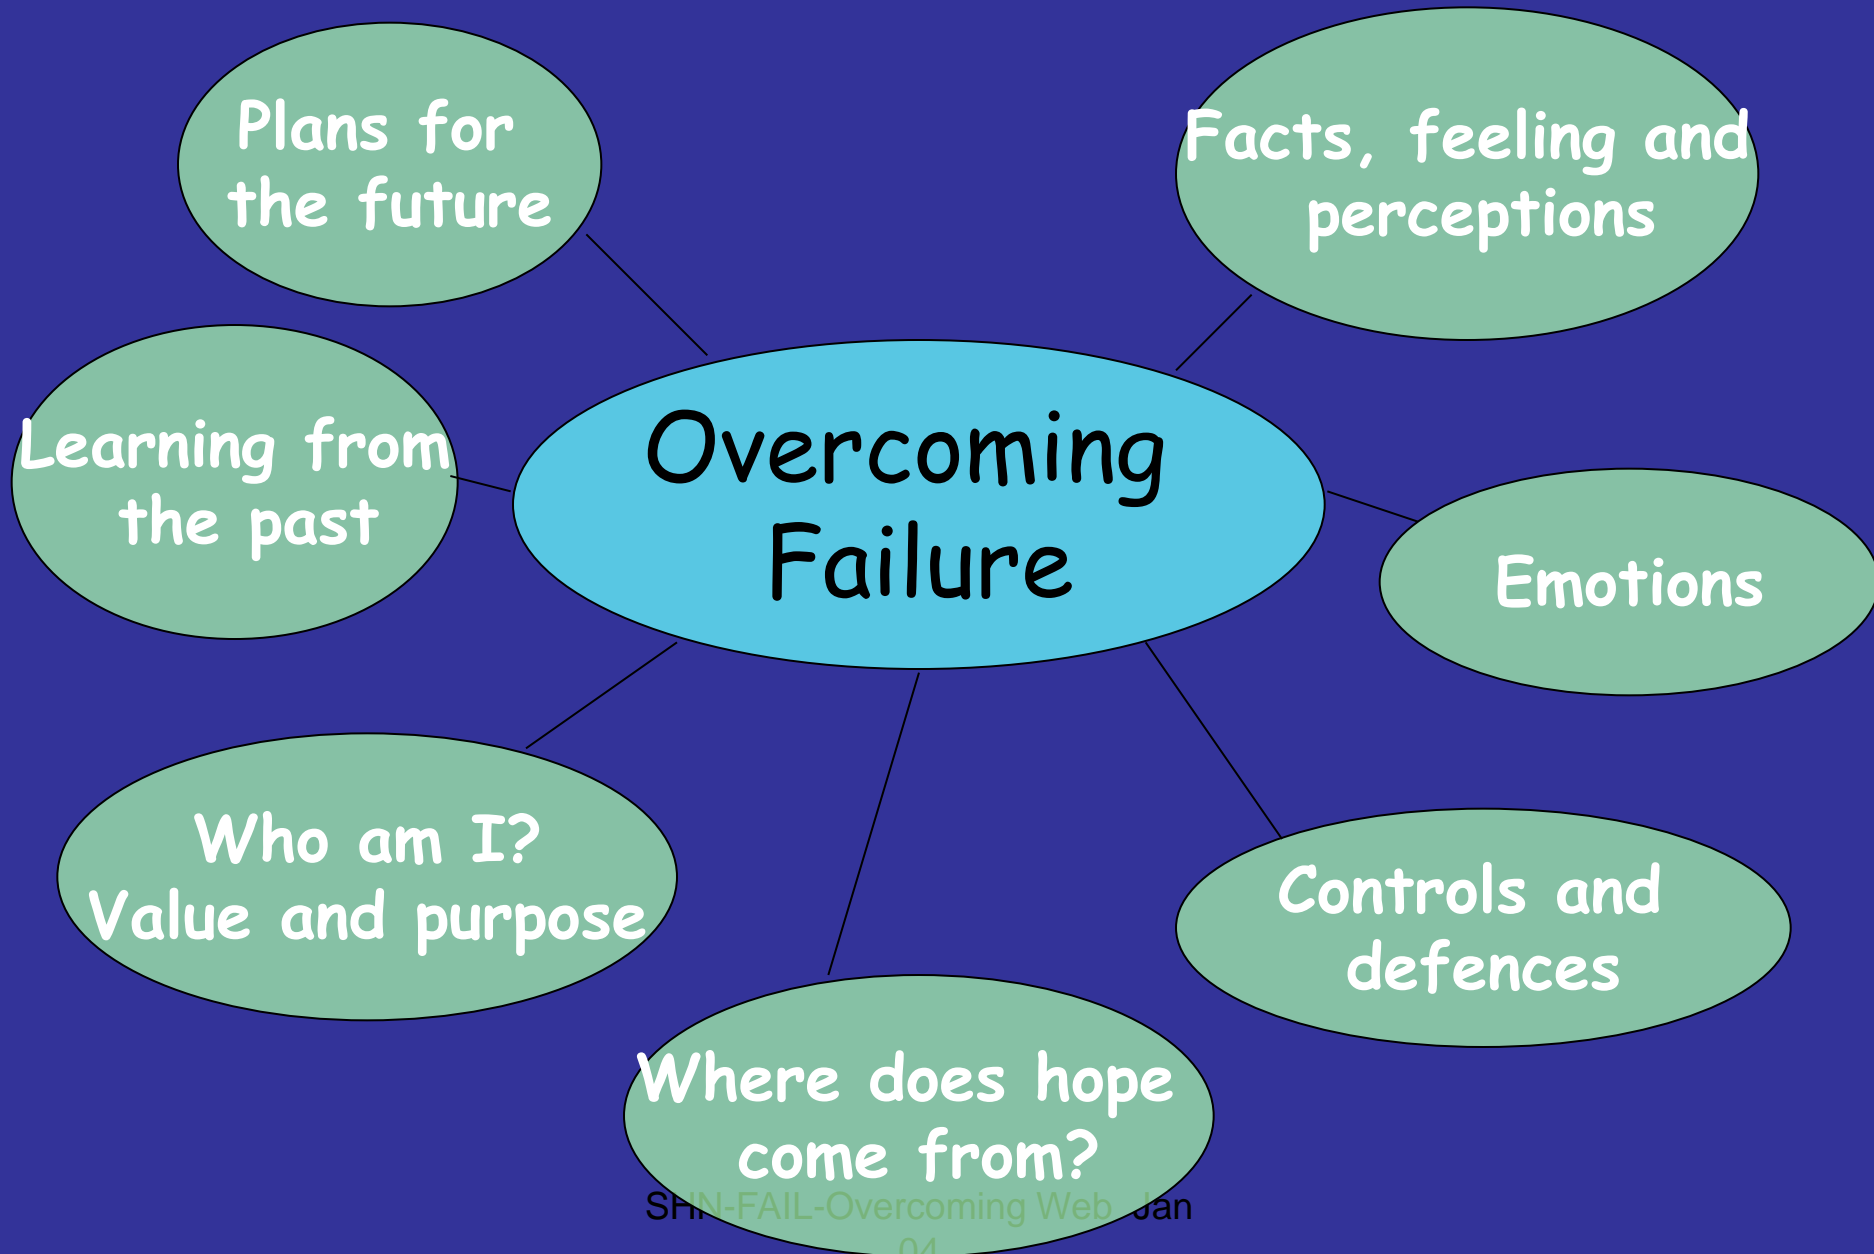 Plans for
the future
Facts, feeling and
perceptions
Learning from
the past
Overcoming
Failure
Emotions
Who am I?
Value and purpose
Controls and
defences
Where does hope
come from?
SHN-FAIL-Overcoming Web Jan
04